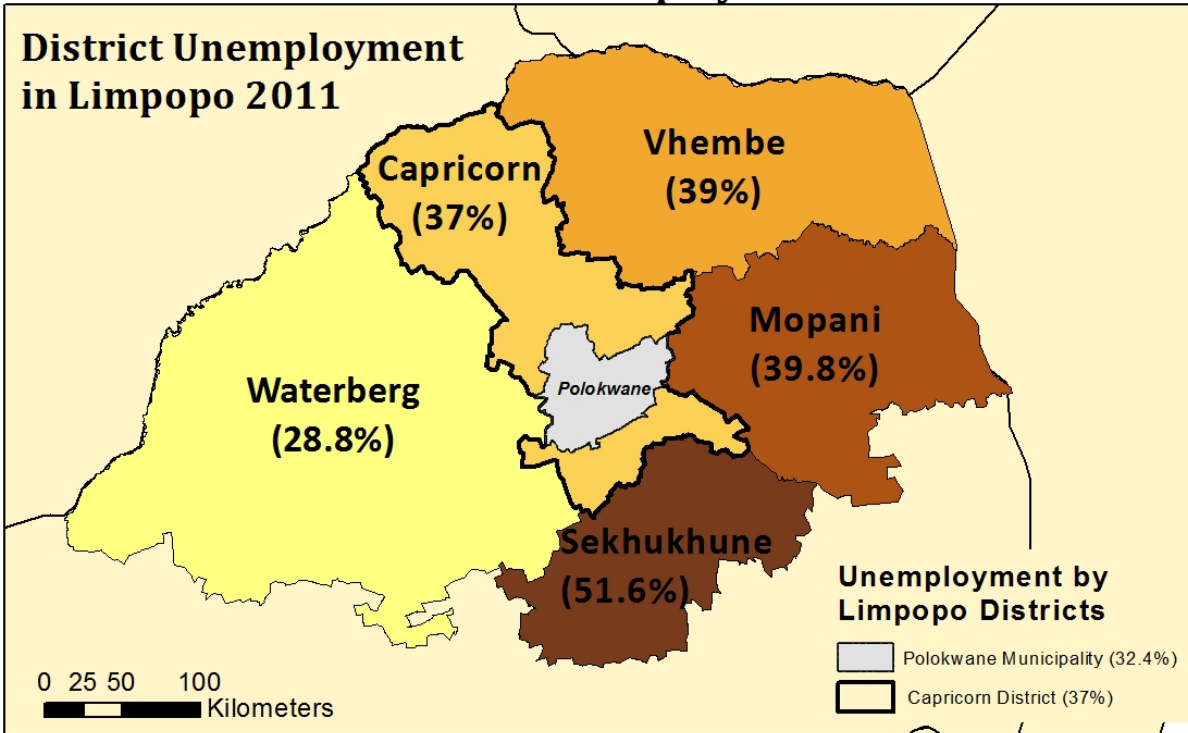 District Unemployment
in Limpopo 2011
Vhembe
(39%)
Capricorn
(37%)
Mopani
(39.8%)
Polokwane
Waterberg
(28.8%)
Sekhukhune
(51.6%)
Unemployment by
Limpopo Districts
Polokwane Municipality (32.4%)
Capricorn District (37%)
0 25 50 100
Kilometers